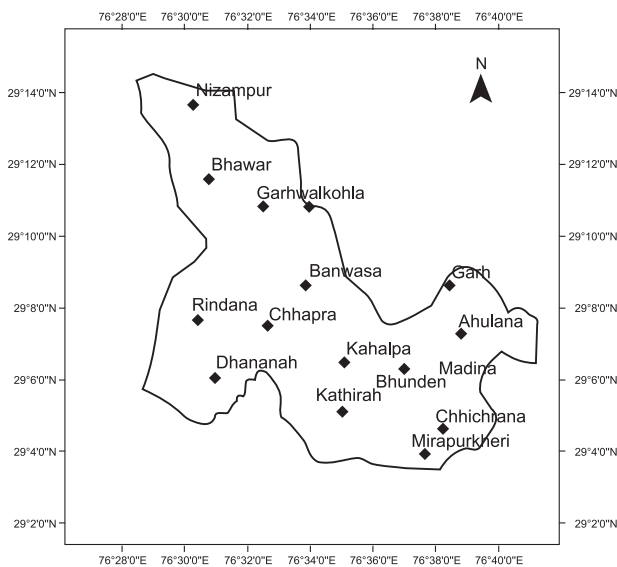 76°28'0"E 76°30'0"E 76°32'0"E 76°34'0"E 76°36'0"E 76°38'0"E 76°40'0"E
N
29°14'0"N 29°14'0"N
Nizampur
29°12'0"N 29°12'0"N
Bhawar
Garhwalkohla
29°10'0"N 29°10'0"N
Banwasa Garh
29°8'0"N 29°8'0"N
Rindana
Chhapra Ahulana
Kahalpa
Dhananah Madina
29°6'0"N 29°6'0"N
Bhunden
Kathirah
Chhichrana
Mirapurkheri
29°4'0"N 29°4'0"N
29°2'0"N 29°2'0"N
76°28'0"E 76°30'0"E 76°32'0"E 76°34'0"E 76°36'0"E 76°38'0"E 76°40'0"E